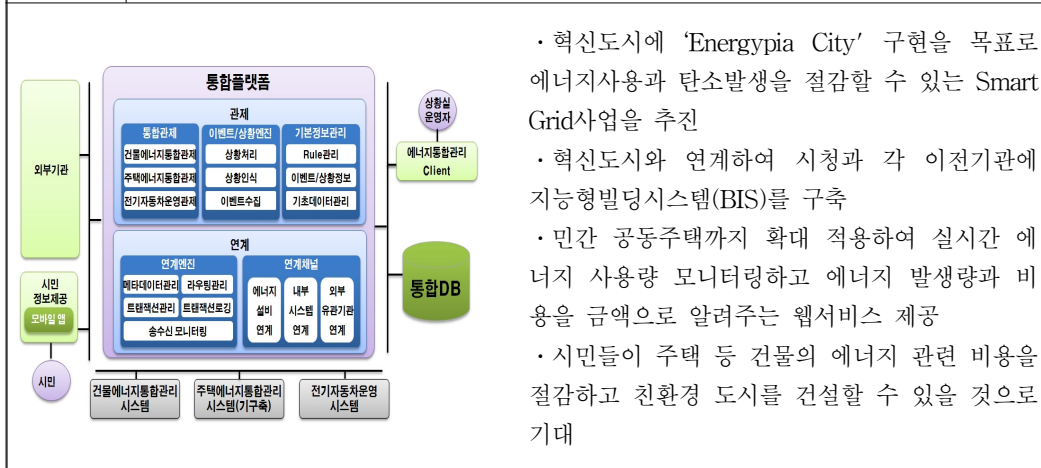 통합플랫폼
관제
통합관제
건물에너지통합관제
주택에너지통합관제
전기자동차운영관제
이벤트/상황엔진
상황처리
상황인식
이벤트수집
기본정보관리
Rule관리
이벤트/상황정보
기초데이터관리
연계
연계엔진
메타데이터관리 라우팅관리
트랜잭션관리 트랜잭션로깅
송수신 모니터링
연계채널
에너지
설비
연계
내부
시스템
연계
외부
유관기관
연계
외부기관
시민
정보제공
모바일 앱
시민
상황실
운영자
에너지통합관리
Client
통합DB
건물에너지통합관리
시스템
주택에너지통합관리
시스템(기구축)
전기자동차운영
시스템
· 혁신도시에 ‘Energypia City’ 구현을 목표로
에너지사용과 탄소발생을 절감할 수 있는 Smart
Grid사업을 추진
· 혁신도시와 연계하여 시청과 각 이전기관에
지능형빌딩시스템(BIS)를 구축
· 민간 공동주택까지 확대 적용하여 실시간 에
너지 사용량 모니터링하고 에너지 발생량과 비
용을 금액으로 알려주는 웹서비스 제공
· 시민들이 주택 등 건물의 에너지 관련 비용을
절감하고 친환경 도시를 건설할 수 있을 것으로
기대